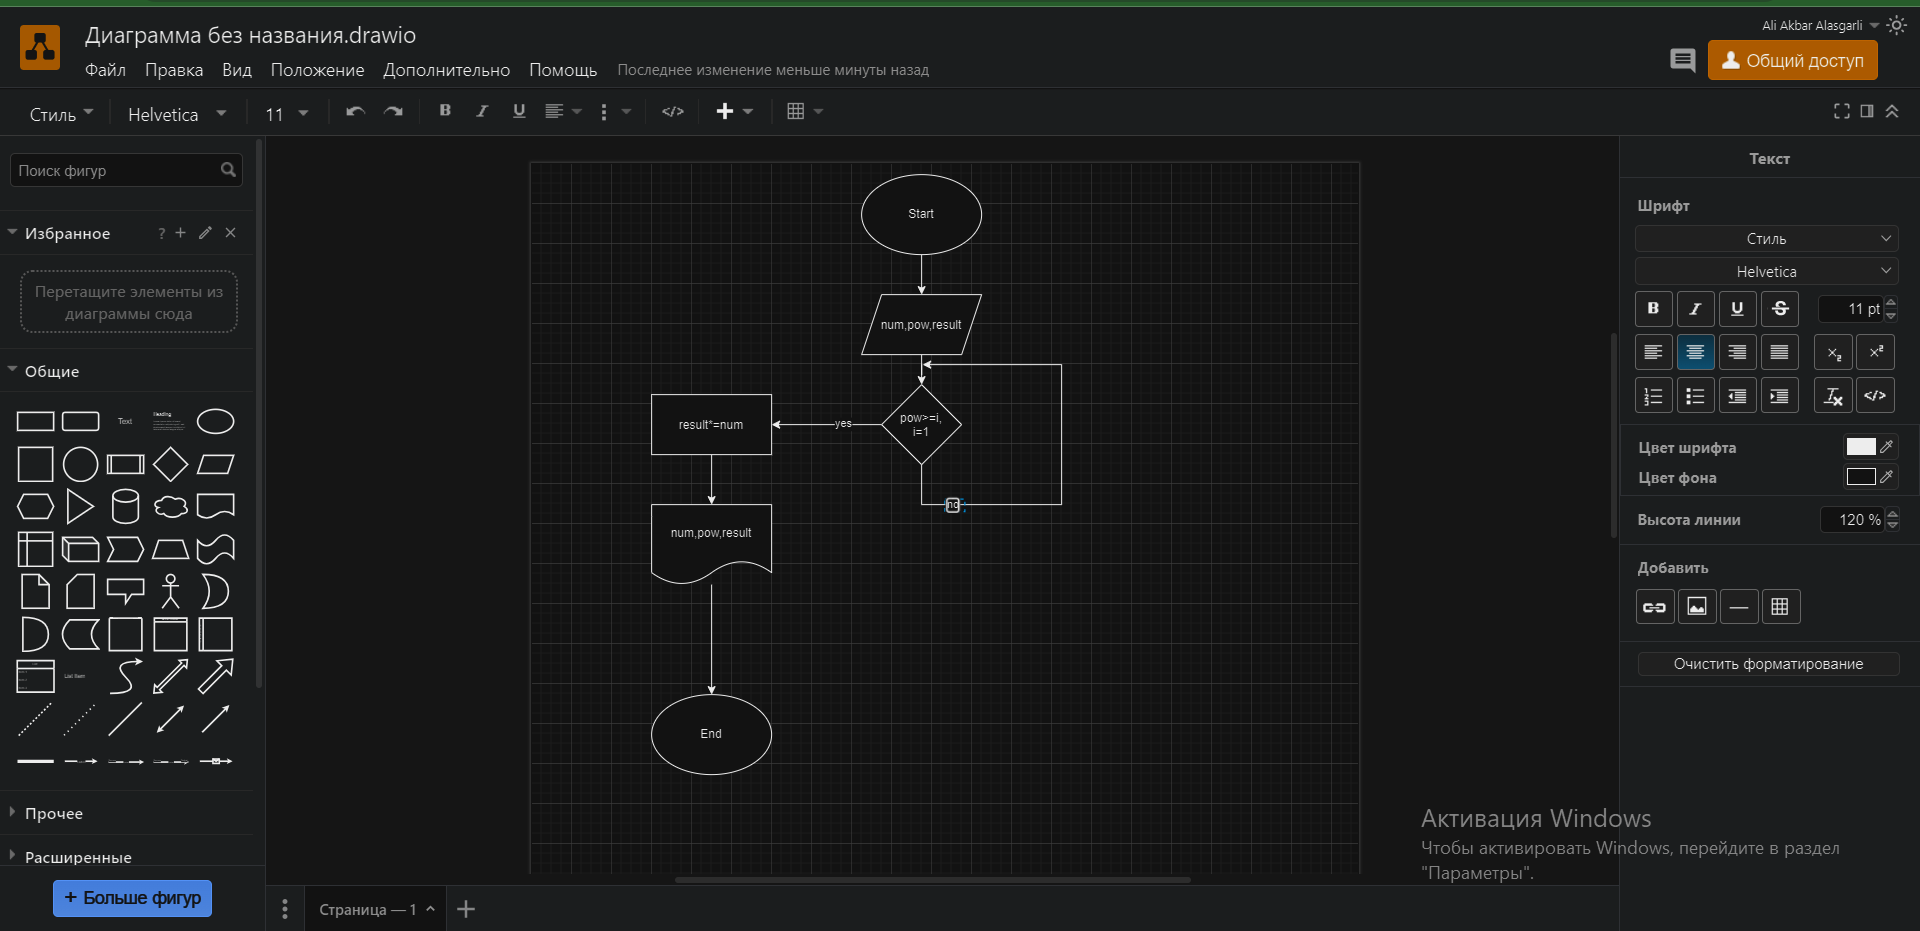 Диаграмма без названия.drawio
Ali Akbar Alasgarli
Файл Правка Вид Положение Дополнительно Помощь Последнее изменение меньше минуты назад
Общий доступ
Стиль Helvetica 11 B I U </>
Поиск фигур
Избранное ?
Перетащите элементы из
диаграммы сюда
Общие
Text
Heading
List Item
Прочее
Расширенные
+ Больше фигур
Start
num,pow,result
pow>=i,
i=1
yes
result*=num
no
num,pow,result
End
Страница — 1
Текст
Шрифт
Стиль
Helvetica
B I U S 11 pt
x2 x2
</>
Цвет шрифта
Цвет фона
Высота линии 120 %
Добавить
Очистить форматирование
Активация Windows
Чтобы активировать Windows, перейдите в раздел
"Параметры".